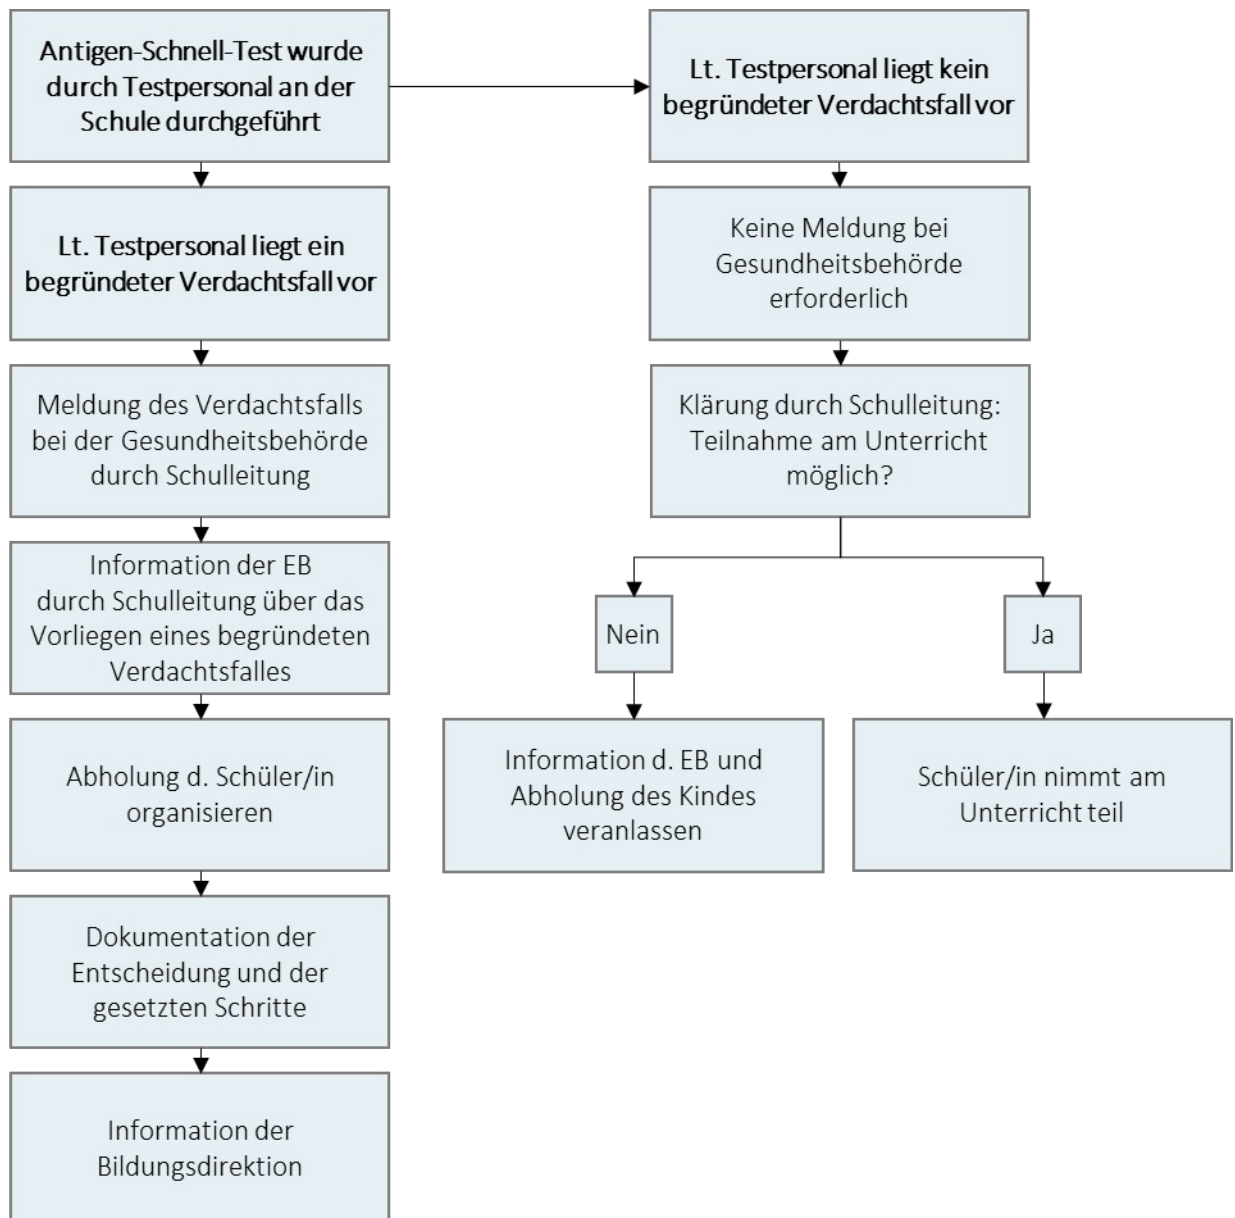 Antigen-Schnell-Test wurde
durch Testpersonal an der
Schule durchgeführt
Lt. Testpersonal liegt kein
begründeter Verdachtsfall vor
Lt. Testpersonal liegt ein
begründeter Verdachtsfall vor
Keine Meldung bei
Gesundheitsbehörde
erforderlich
Meldung des Verdachtsfalls
bei der Gesundheitsbehörde
durch Schulleitung
Klärung durch Schulleitung:
Teilnahme am Unterricht
möglich?
Information der EB
durch Schulleitung über das
Vorliegen eines begründeten
Verdachtsfalles
Nein
Ja
Abholung d. Schüler/in
organisieren
Information d. EB und
Abholung des Kindes
veranlassen
Schüler/in nimmt am
Unterricht teil
Dokumentation der
Entscheidung und der
gesetzten Schritte
Information der
Bildungsdirektion